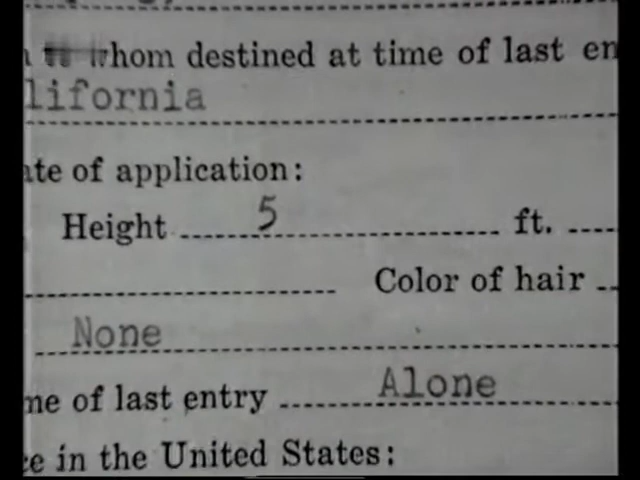 whom destined at time of last en
lifornia
ate of application:
Height 5 ft.
Color of hair
None
me of last entry Alone
e in the United States: